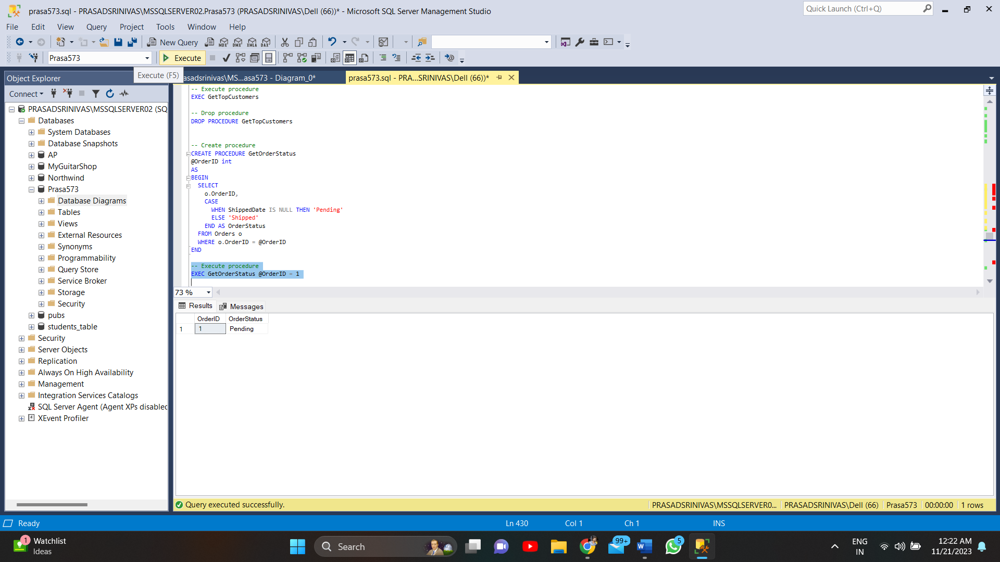 prasa573.sql - PRASADSRINIVAS\MSSQLSERVER02.Prasa573 (PRASADSRINIVAS\Dell (66))* - Microsoft SQL Server Management Studio
Quick Launch (Ctrl+Q)
File Edit View Query Project Tools Window Help
New Query MDX DMX XMLA DAX
Prasa573 Execute
Execute (F5)
Object Explorer
asadsrinivas\MS...asa573 - Diagram_0*
prasa573.sql - PRA...SRINIVAS\Dell (66))*
Connect
PRASADSRINIVAS\MSSQLSERVER02 (SQ
Databases
System Databases
Database Snapshots
AP
MyGuitarShop
Northwind
Prasa573
Database Diagrams
Tables
Views
External Resources
Synonyms
Programmability
Query Store
Service Broker
Storage
Security
pubs
students_table
Security
Server Objects
Replication
Always On High Availability
Management
Integration Services Catalogs
SQL Server Agent (Agent XPs disabled
XEvent Profiler
-- Execute procedure
EXEC GetTopCustomers
-- Drop procedure
DROP PROCEDURE GetTopCustomers
-- Create procedure
CREATE PROCEDURE GetOrderStatus
@OrderID int
AS
BEGIN
SELECT
o.OrderID,
CASE
WHEN ShippedDate IS NULL THEN 'Pending'
ELSE 'Shipped'
END AS OrderStatus
FROM Orders o
WHERE o.OrderID = @OrderID
END
-- Execute procedure
EXEC GetOrderStatus @OrderID = 1
73 %
Results Messages
OrderID OrderStatus
1 1 Pending
Query executed successfully.
PRASADSRINIVAS\MSSQLSERVER0... PRASADSRINIVAS\Dell (66) Prasa573 00:00:00 1 rows
Ready Ln 430 Col 1 Ch 1 INS
1
Watchlist
Ideas
Search
99+
5
ENG
IN
12:22 AM
11/21/2023